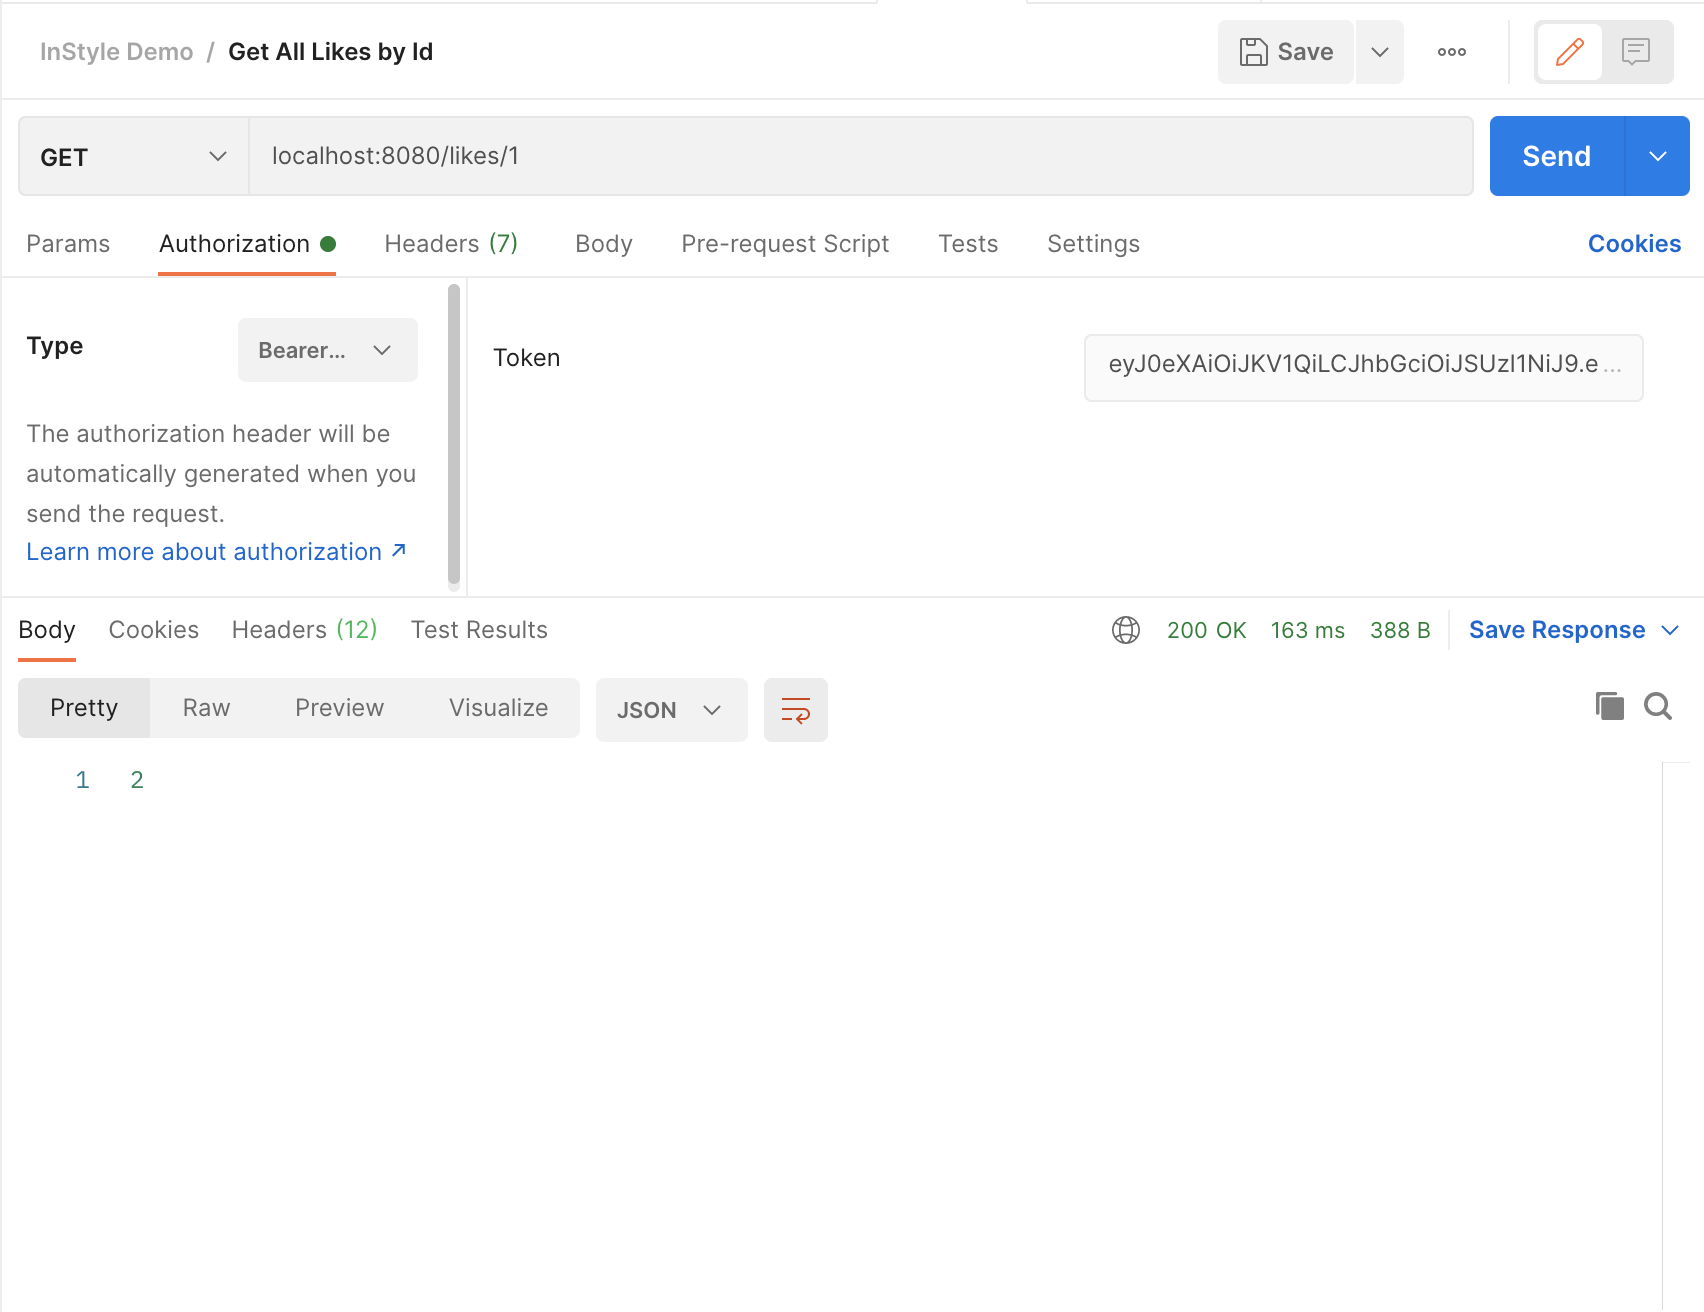 InStyle Demo / Get All Likes by Id
Save
GET
localhost:8080/likes/1
Send
Params Authorization Headers (7) Body Pre-request Script Tests Settings Cookies
Type
Bearer...
The authorization header will be
automatically generated when you
send the request.
Learn more about authorization ↗
Token
eyJ0eXAiOiJKV1QiLCJhbGciOiJSUzI1NiJ9.e ...
Body Cookies Headers (12) Test Results
200 OK 163 ms 388 B Save Response
Pretty Raw Preview Visualize JSON
1 2